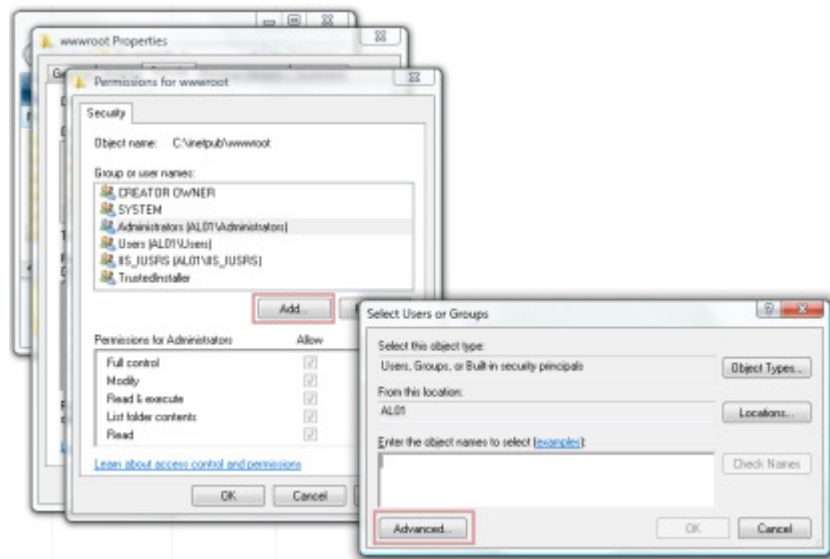 wwwroot Properties
Permissions for wwwroot
Security
Object name: C:\inetpub\wwwroot
Group or user names:
CREATOR OWNER
SYSTEM
Administrators (AL01\Administrators)
Users (AL01\Users)
IIS_IUSRS (AL01\IIS_IUSRS)
TrustedInstaller
Add...
Permissions for Administrators Allow
Full control
Modify
Read & execute
List folder contents
Read
Learn about access control and permissions
OK Cancel
Select Users or Groups
Select this object type:
Users, Groups, or Built-in security principals
Object Types...
From this location:
AL01
Locations...
Enter the object names to select (examples):
Check Names
Advanced...
OK Cancel